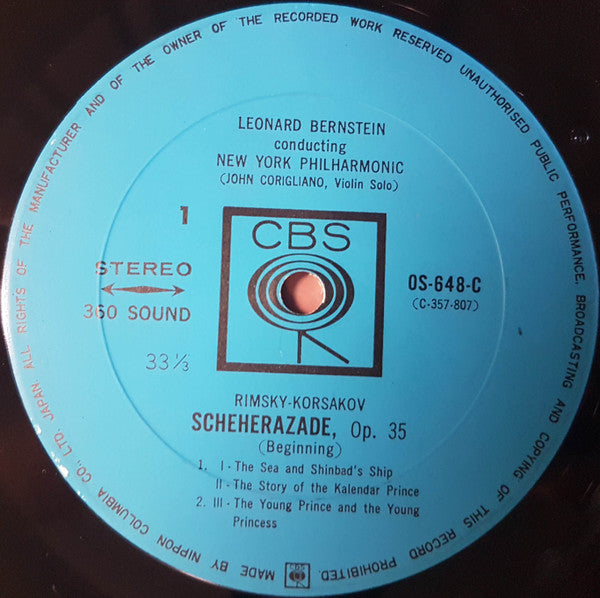 ALL RIGHTS OF THE MANUFACTURER AND OF THE OWNER OF THE RECORDED WORK RESERVED UNAUTHORISED PUBLIC PERFORMANCE, BROADCASTING AND COPYING OF THIS RECORD PROHIBITED.
LEONARD BERNSTEIN
conducting
NEW YORK PHILHARMONIC
(JOHN CORIGLIANO, Violin Solo)
1
CBS
STEREO
360 SOUND
33 1/3
OS-648-C
(C-357-807)
RIMSKY-KORSAKOV
SCHEHERAZADE, Op. 35
(Beginning)
1. I - The Sea and Shinbad's Ship
II - The Story of the Kalendar Prince
2. III - The Young Prince and the Young
Princess
CBS MADE BY NIPPON COLUMBIA CO., LTD. JAPAN.